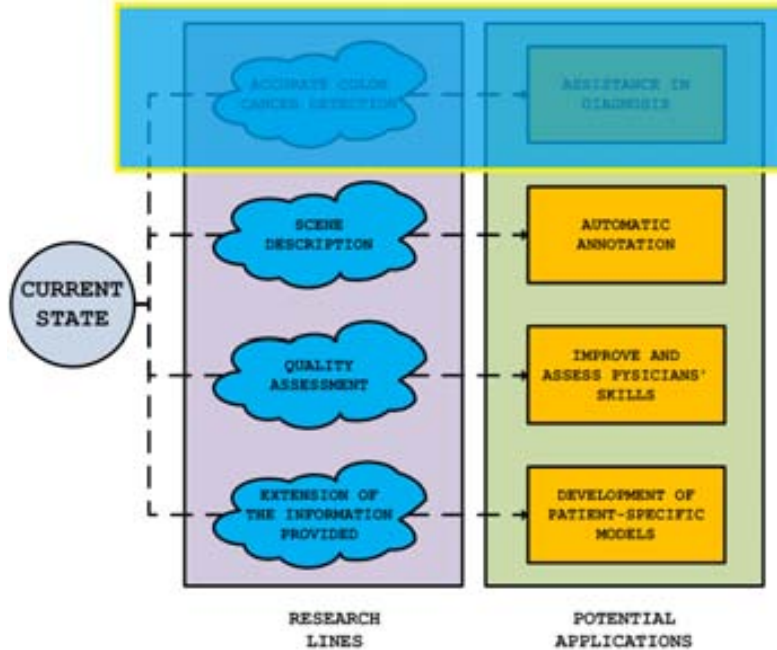 ACCURATE COLON
CANCER DETECTION
ASSISTANCE IN
DIAGNOSIS
SCENE
DESCRIPTION
AUTOMATIC
ANNOTATION
CURRENT
STATE
QUALITY
ASSESSMENT
IMPROVE AND
ASSESS PYSICIANS'
SKILLS
EXTENSION OF
THE INFORMATION
PROVIDED
DEVELOPMENT OF
PATIENT-SPECIFIC
MODELS
RESEARCH
LINES
POTENTIAL
APPLICATIONS